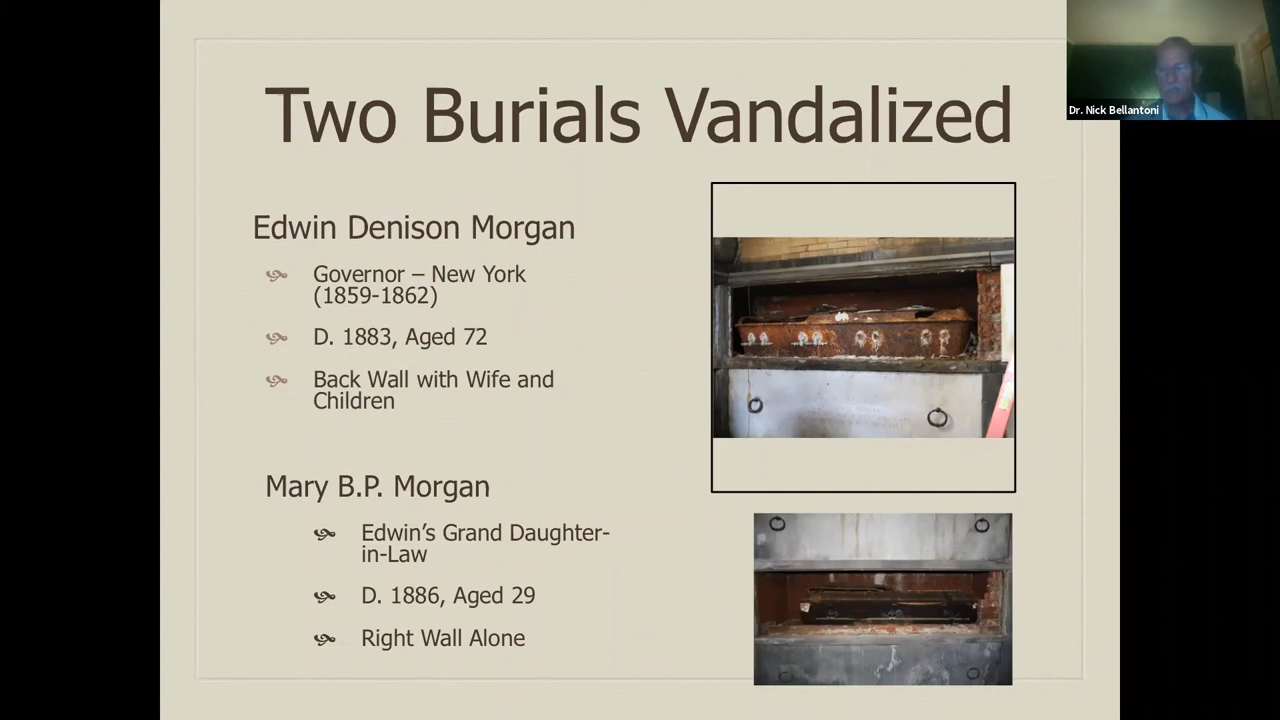 Two Burials Vandalized
Dr. Nick Bellantoni
Edwin Denison Morgan
Governor – New York
(1859-1862)
D. 1883, Aged 72
Back Wall with Wife and
Children
Mary B.P. Morgan
Edwin’s Grand Daughter-
in-Law
D. 1886, Aged 29
Right Wall Alone